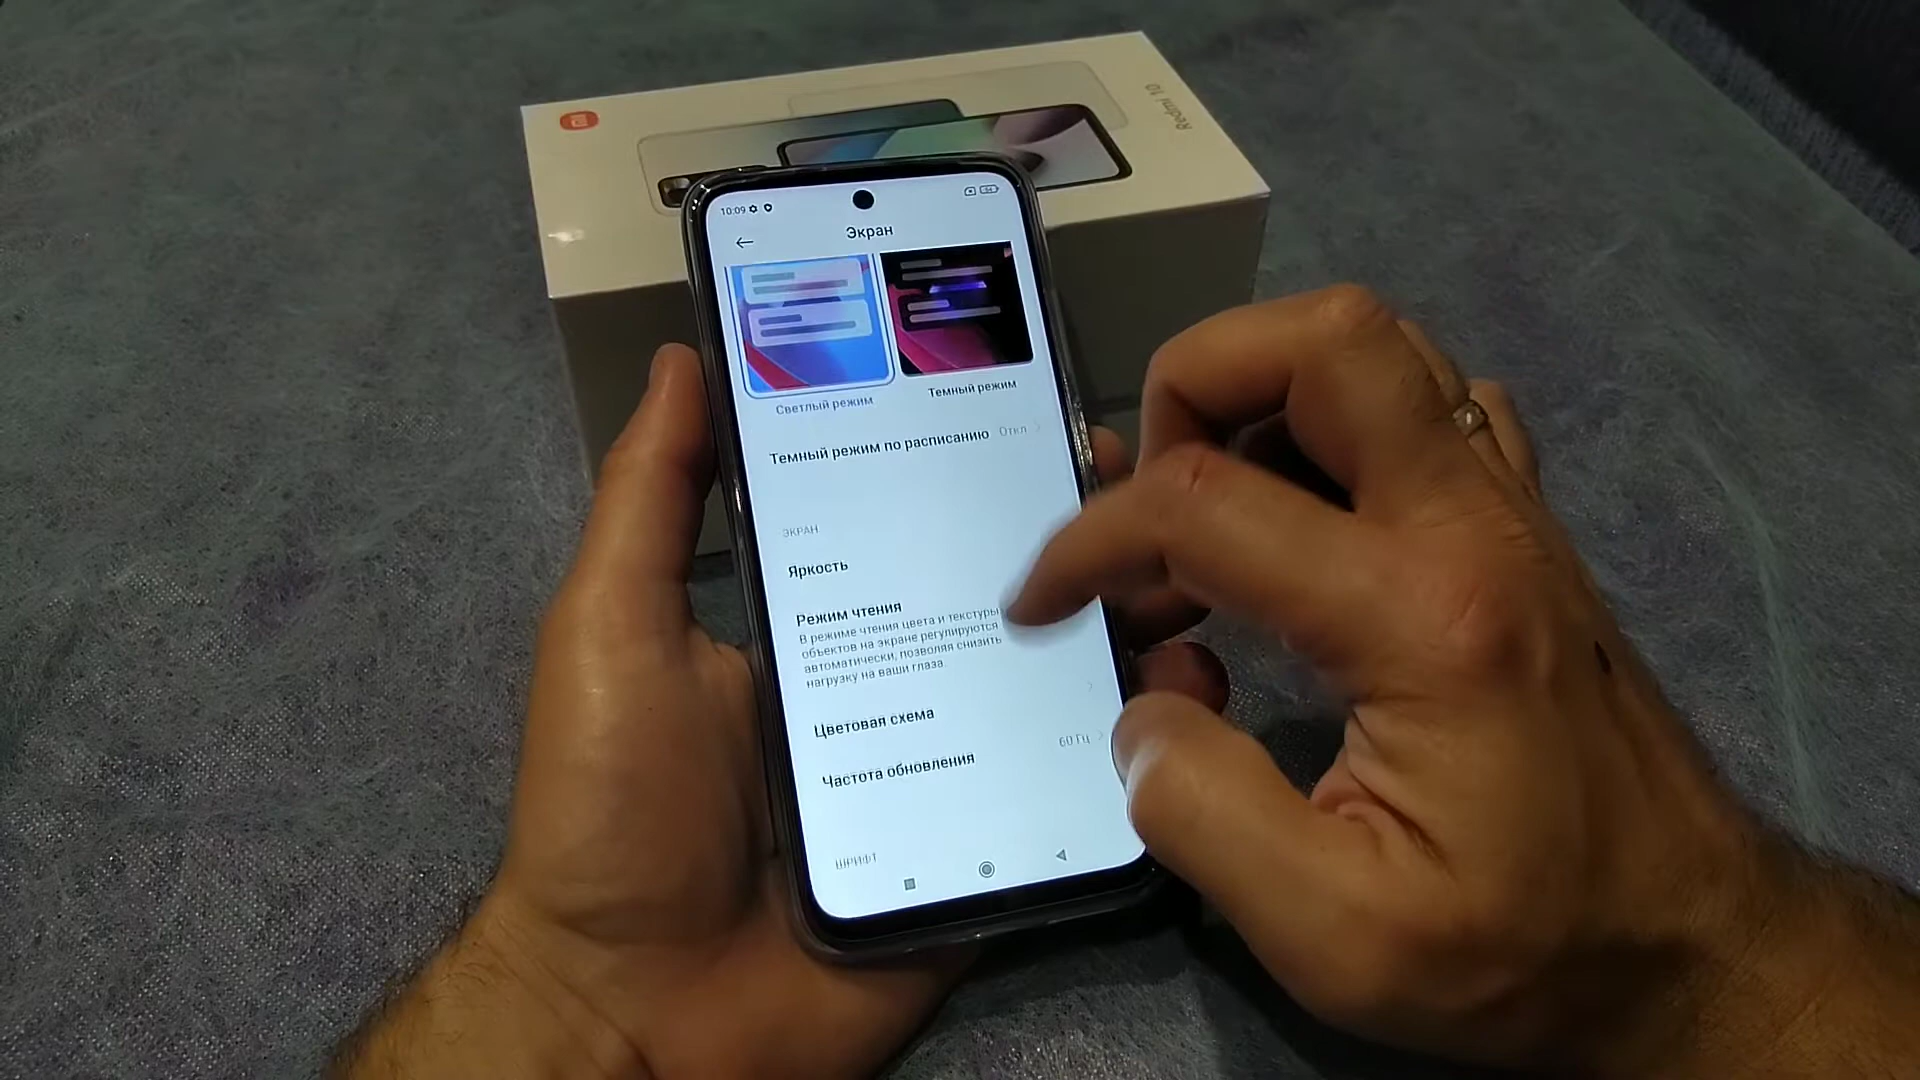 Redmi 10
10:09
54
Экран
Светлый режим
Темный режим
Темный режим по расписанию Откл
ЭКРАН
Яркость
Режим чтения
В режиме чтения цвета и текстуры
объектов на экране регулируются
автоматически, позволяя снизить
нагрузку на ваши глаза.
Цветовая схема
Частота обновления 60 Гц
ШРИФТ